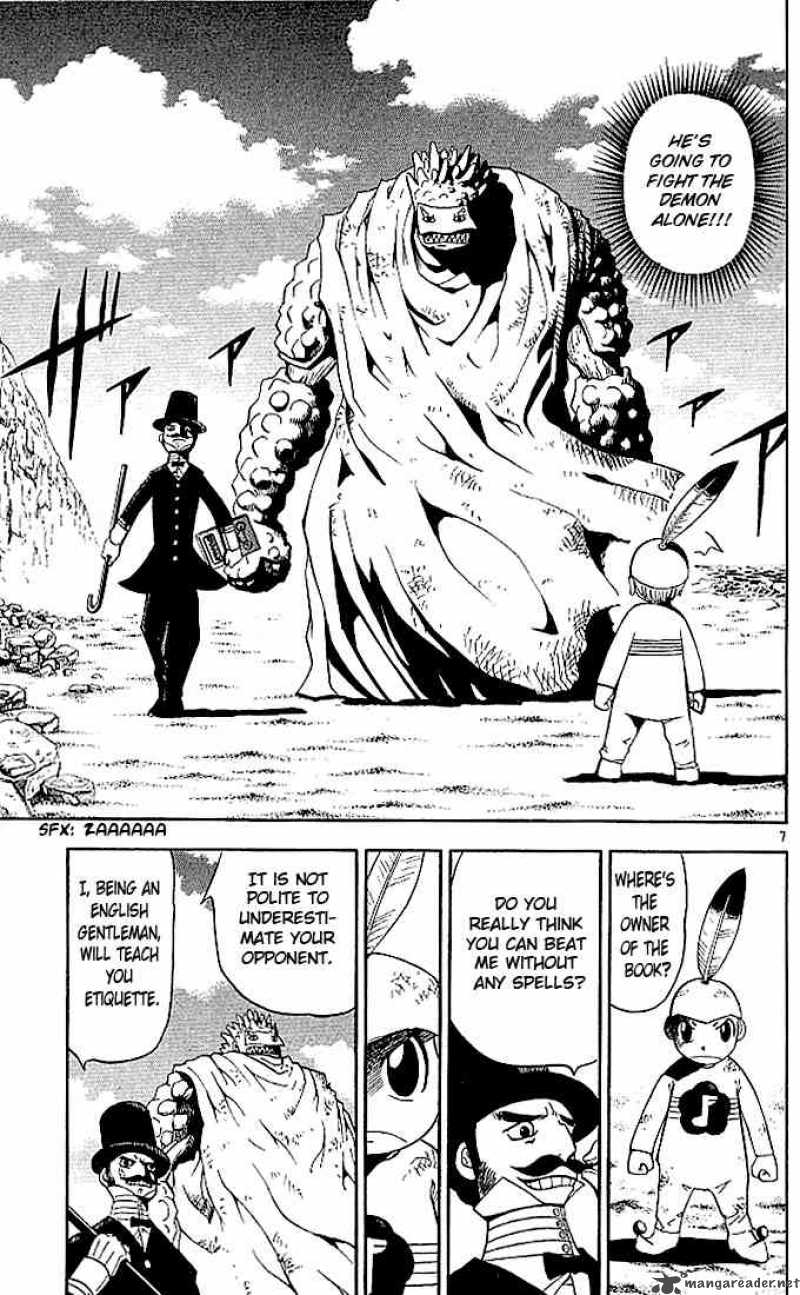 HE'S
GOING TO
FIGHT THE
DEMON
ALONE!!!
SFX: ZAAAAAA
7
WHERE'S
THE
OWNER
OF THE
BOOK?
DO YOU
REALLY THINK
YOU CAN BEAT
ME WITHOUT
ANY SPELLS?
IT IS NOT
POLITE TO
UNDERESTI-
MATE YOUR
OPPONENT.
I, BEING AN
ENGLISH
GENTLEMAN,
WILL TEACH
YOU
ETIQUETTE.
mangareader.net